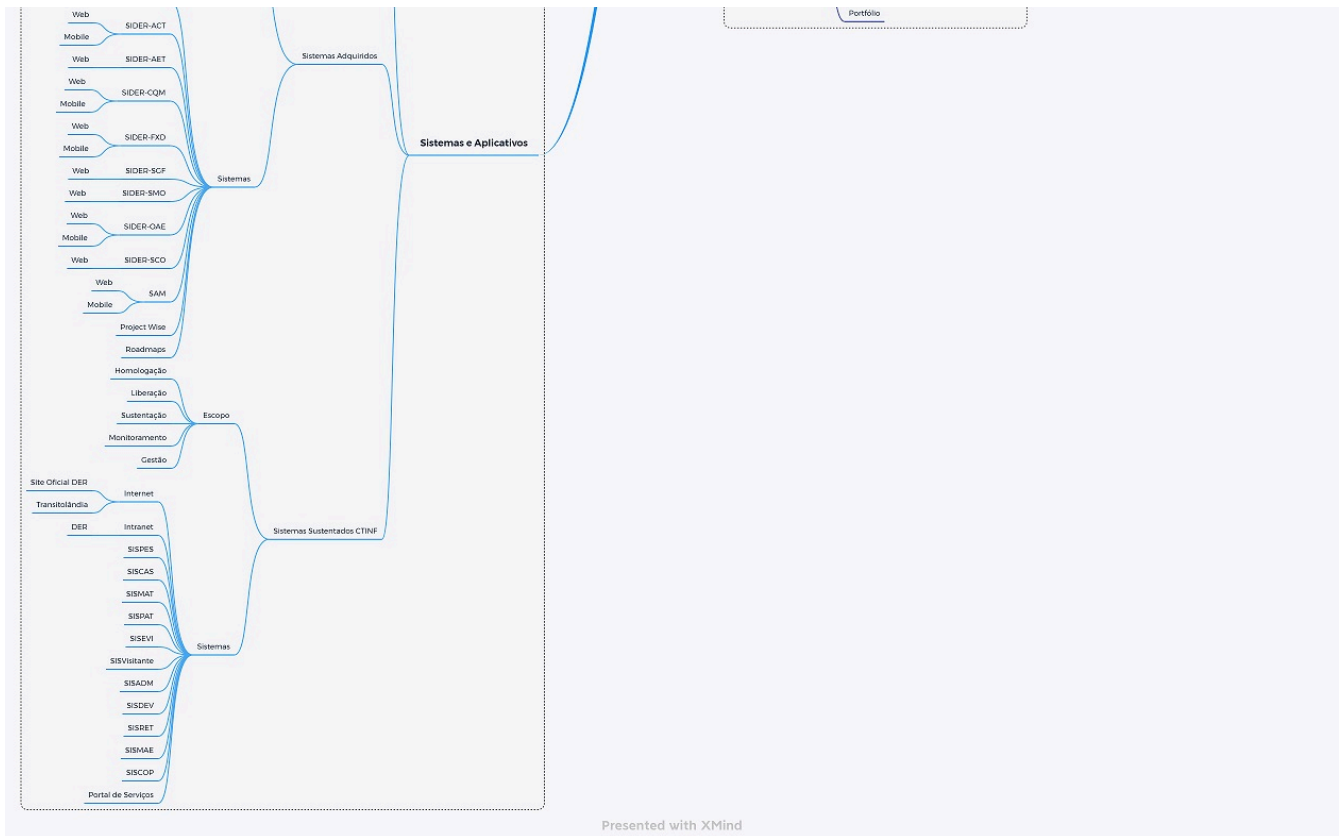 Portfólio
Web
SIDER-ACT
Mobile
Sistemas Adquiridos
Web
SIDER-AET
Web
SIDER-CQM
Mobile
Web
SIDER-FXD
Mobile
Sistemas e Aplicativos
Web
SIDER-SGF
Sistemas
Web
SIDER-SMO
Web
SIDER-OAE
Mobile
Web
SIDER-SCO
Web
SAM
Mobile
Project Wise
Roadmaps
Homologação
Liberação
Sustentação
Escopo
Monitoramento
Gestão
Site Oficial DER
Internet
Transitolândia
DER
Intranet
Sistemas Sustentados CTINF
SISPES
SISCAS
SISMAT
SISPAT
SISEVI
Sistemas
SISVisitante
SISADM
SISDEV
SISRET
SISMAE
SISCOP
Portal de Serviços
Presented with XMind